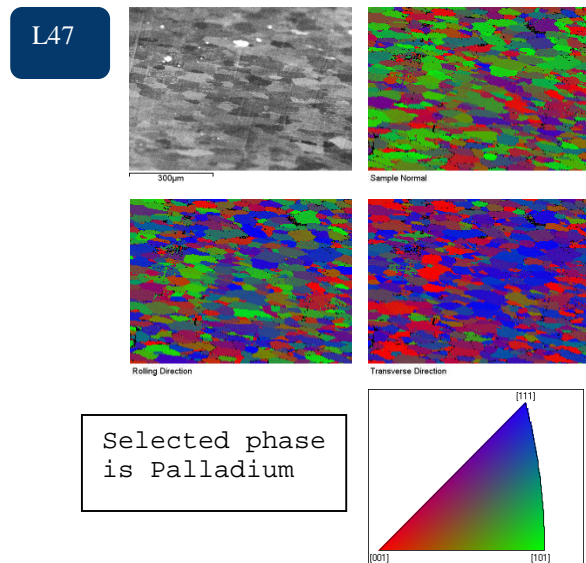 L47
300µm
Sample Normal
Rolling Direction
Transverse Direction
Selected phase
is Palladium
[111]
[001]
[101]